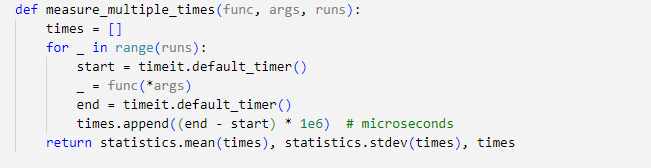 def measure_multiple_times(func, args, runs):
    times = []
    for _ in range(runs):
        start = timeit.default_timer()
        _ = func(*args)
        end = timeit.default_timer()
        times.append((end - start) * 1e6)  # microseconds
    return statistics.mean(times), statistics.stdev(times), times